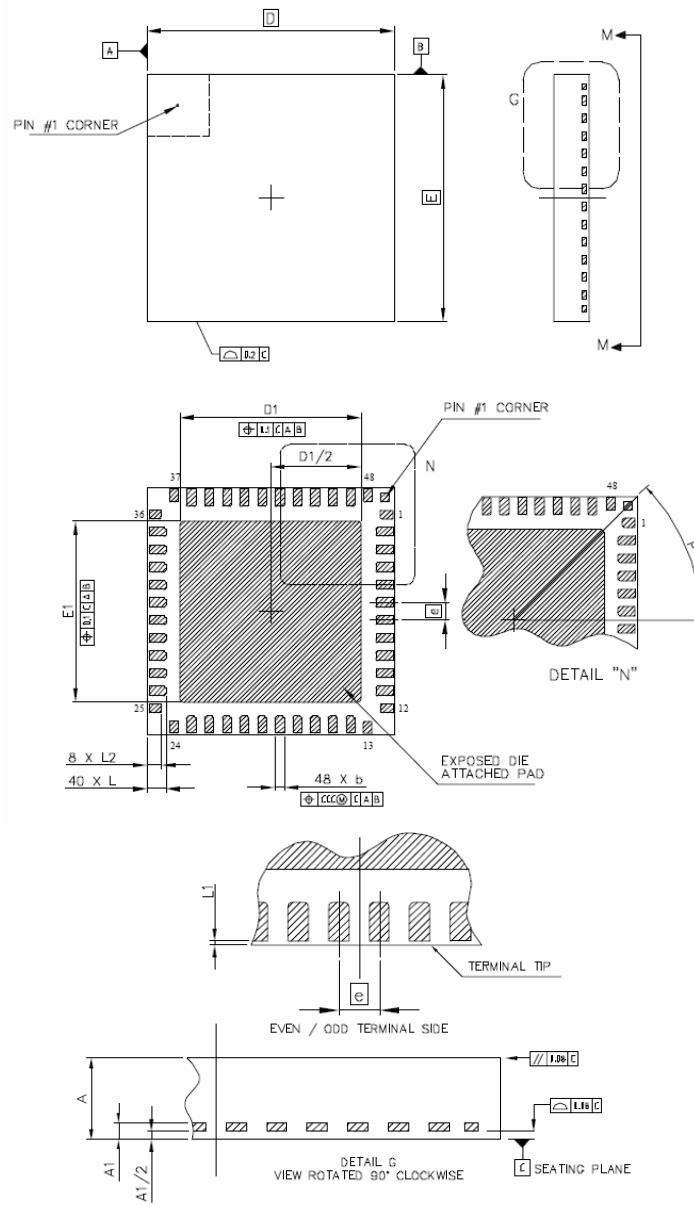 D
A
B
M
G
PIN #1 CORNER
E
M
0.2 C
D1
0.1 C A B
PIN #1 CORNER
D1/2
N
37
48
48
36
1
1
E1
0.1 C A B
e
DETAIL "N"
25
12
24
13
8 X L2
40 X L
48 X b
CCC M C A B
EXPOSED DIE
ATTACHED PAD
L1
TERMINAL TIP
e
EVEN / ODD TERMINAL SIDE
// 0.08 C
A
A1
A1/2
DETAIL G
VIEW ROTATED 90° CLOCKWISE
C SEATING PLANE